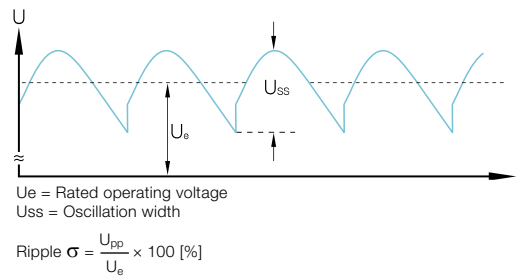 U
Uss
Ue
≈
Ue = Rated operating voltage
Uss = Oscillation width
Ripple σ = Upp / Ue × 100 [%]